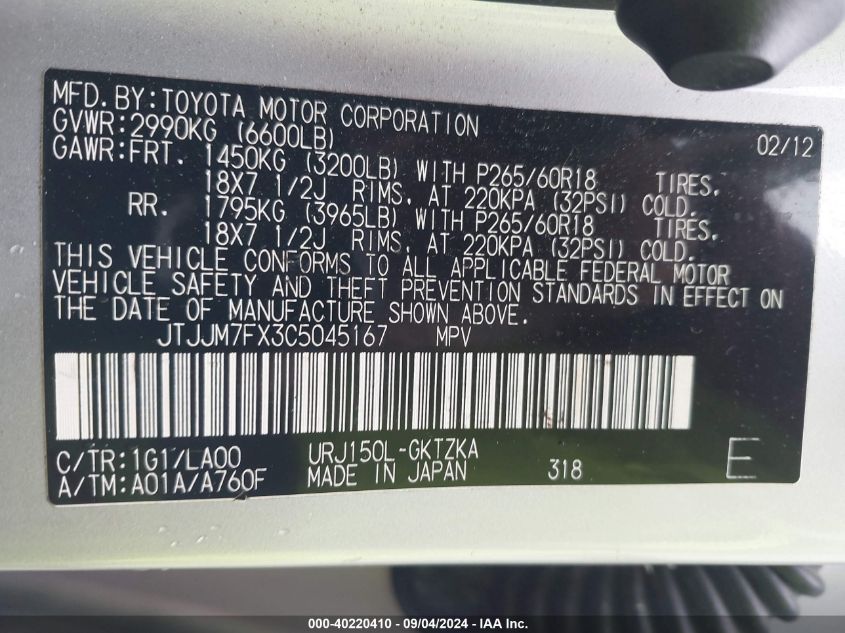 MFD.BY:TOYOTA MOTOR CORPORATION 02/12
GVWR:2990KG (6600LB)
GAWR:FRT. 1450KG (3200LB) WITH P265/60R18 TIRES,
18X7 1/2J RIMS, AT 220KPA (32PSI) COLD.
RR. 1795KG (3965LB) WITH P265/60R18 TIRES,
18X7 1/2J RIMS, AT 220KPA (32PSI) COLD.
THIS VEHICLE CONFORMS TO ALL APPLICABLE FEDERAL MOTOR
VEHICLE SAFETY AND THEFT PREVENTION STANDARDS IN EFFECT ON
THE DATE OF MANUFACTURE SHOWN ABOVE.
JTJJM7FX3C5045167 MPV
C/TR:1G1/LA00 URJ150L-GKTZKA
A/TM:A01A/A760F MADE IN JAPAN 318 E
000-40220410 - 09/04/2024 - IAA Inc.